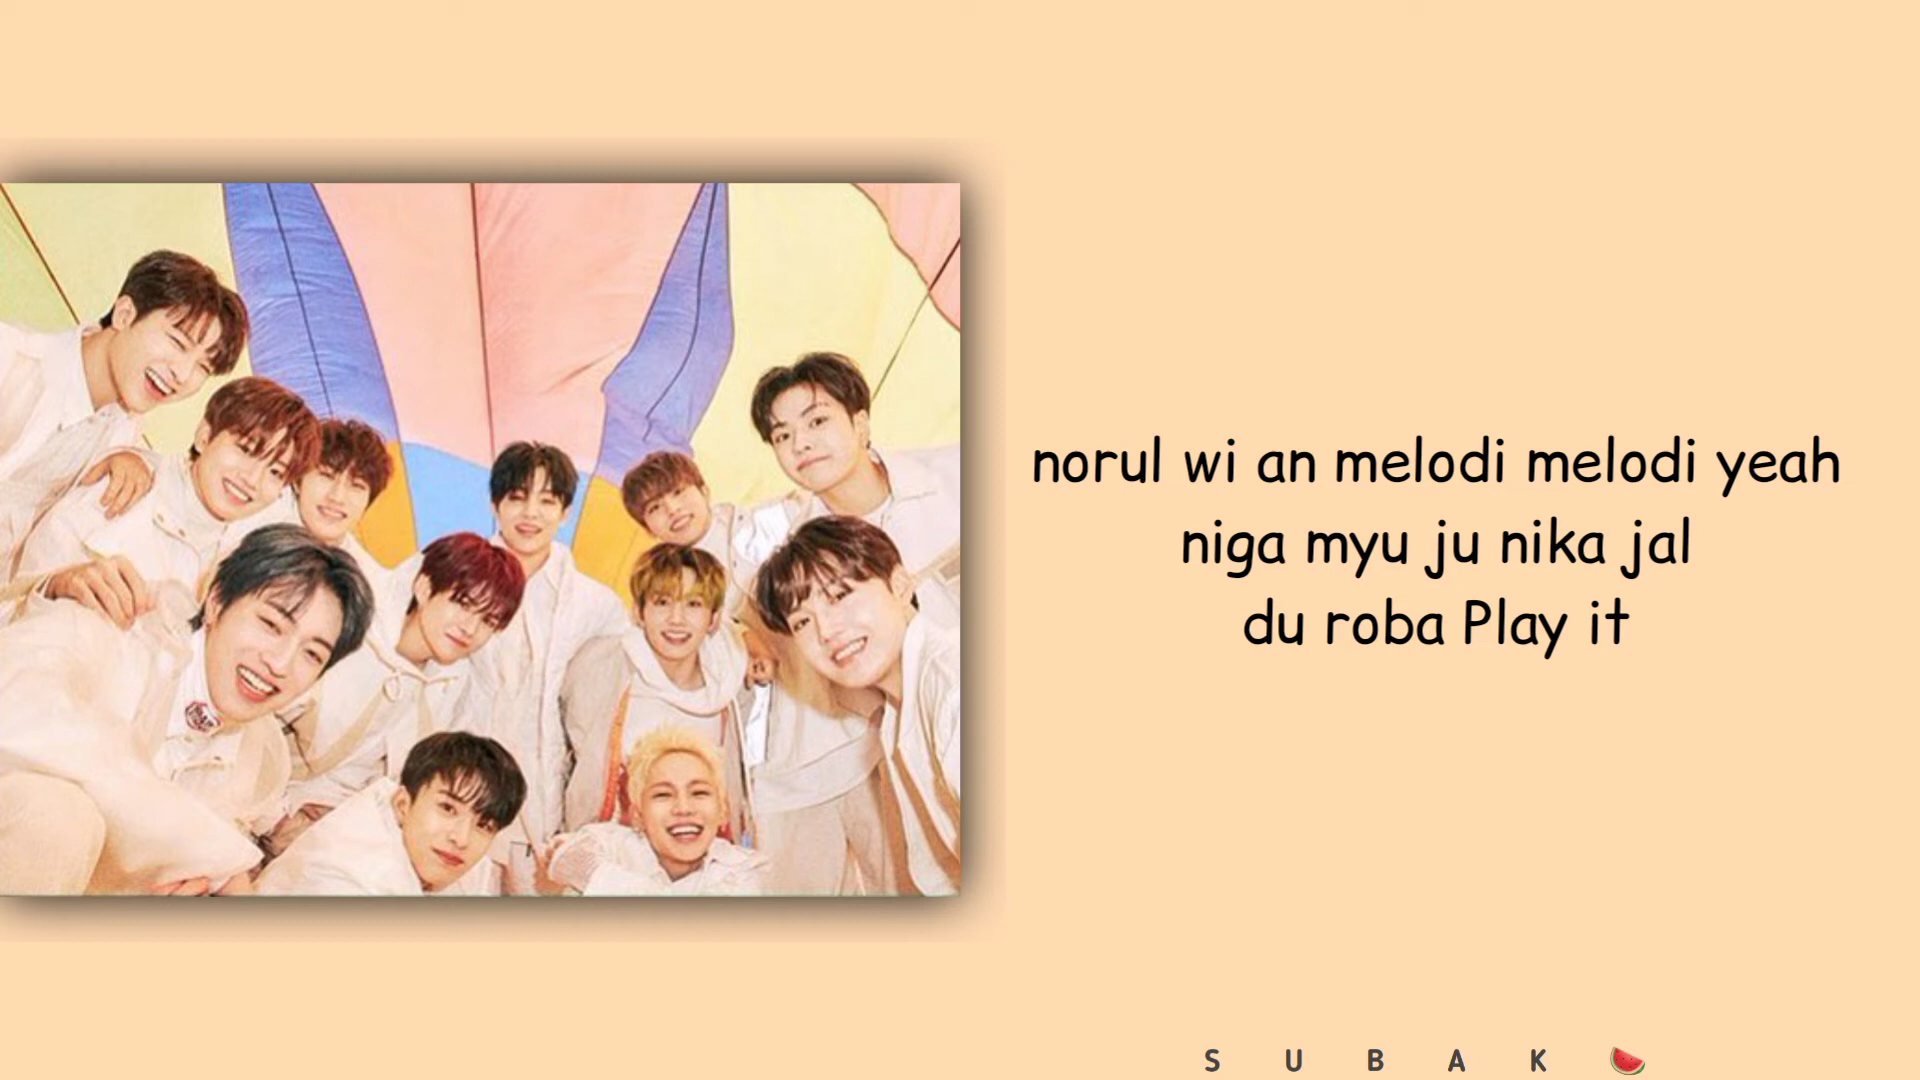 norul wi an melodi melodi yeah
niga myu ju nika jal
du roba Play it
S U B A K